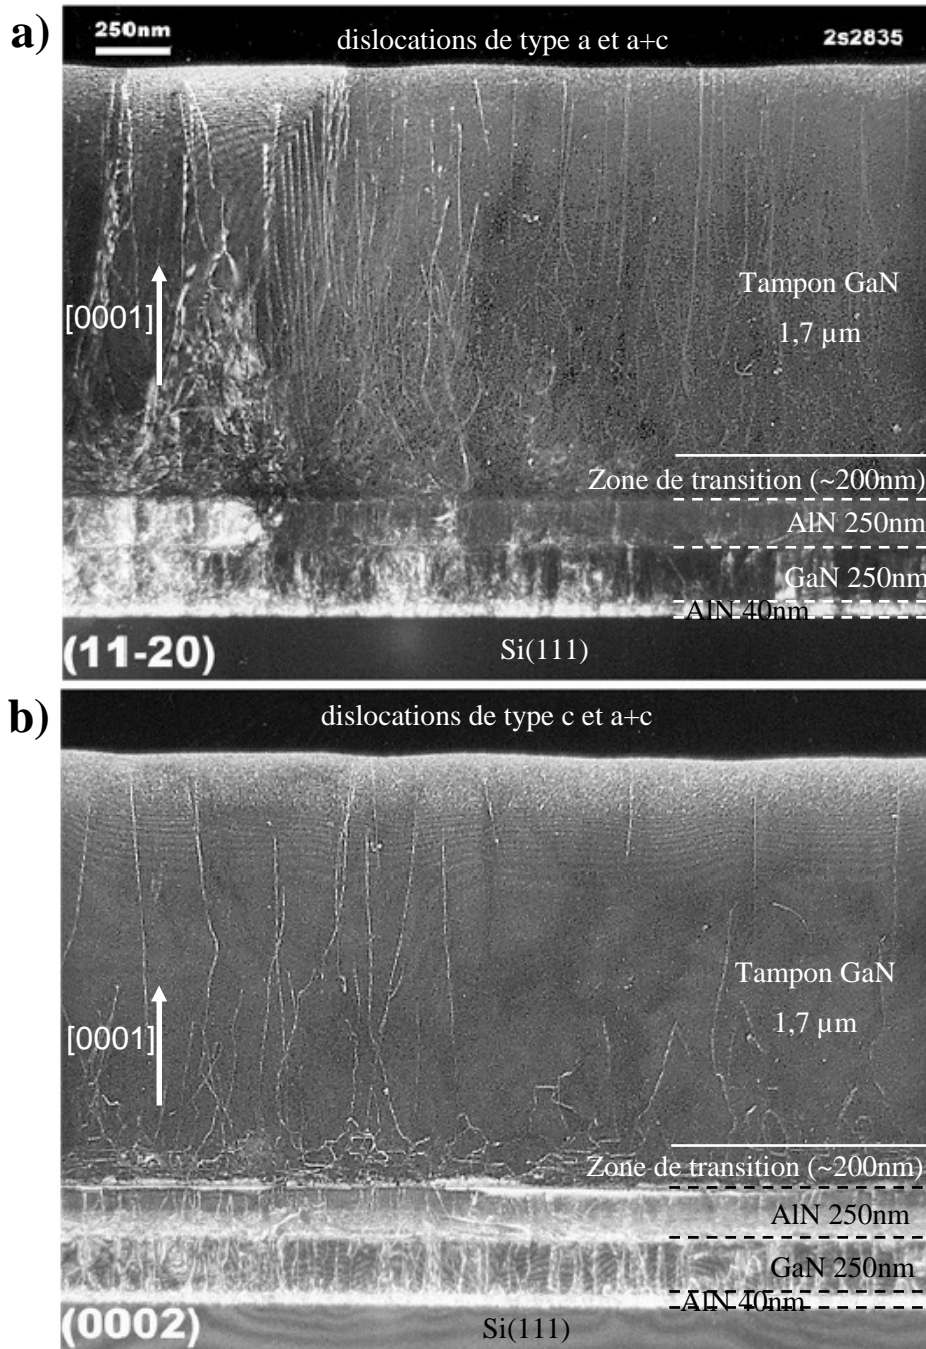 a)
250nm
dislocations de type a et a+c
2s2835
[0001]
Tampon GaN
1,7 µm
Zone de transition (~200nm)
AlN 250nm
GaN 250nm
AlN 40nm
(11-20)
Si(111)
b)
dislocations de type c et a+c
[0001]
Tampon GaN
1,7 µm
Zone de transition (~200nm)
AlN 250nm
GaN 250nm
AlN 40nm
(0002)
Si(111)